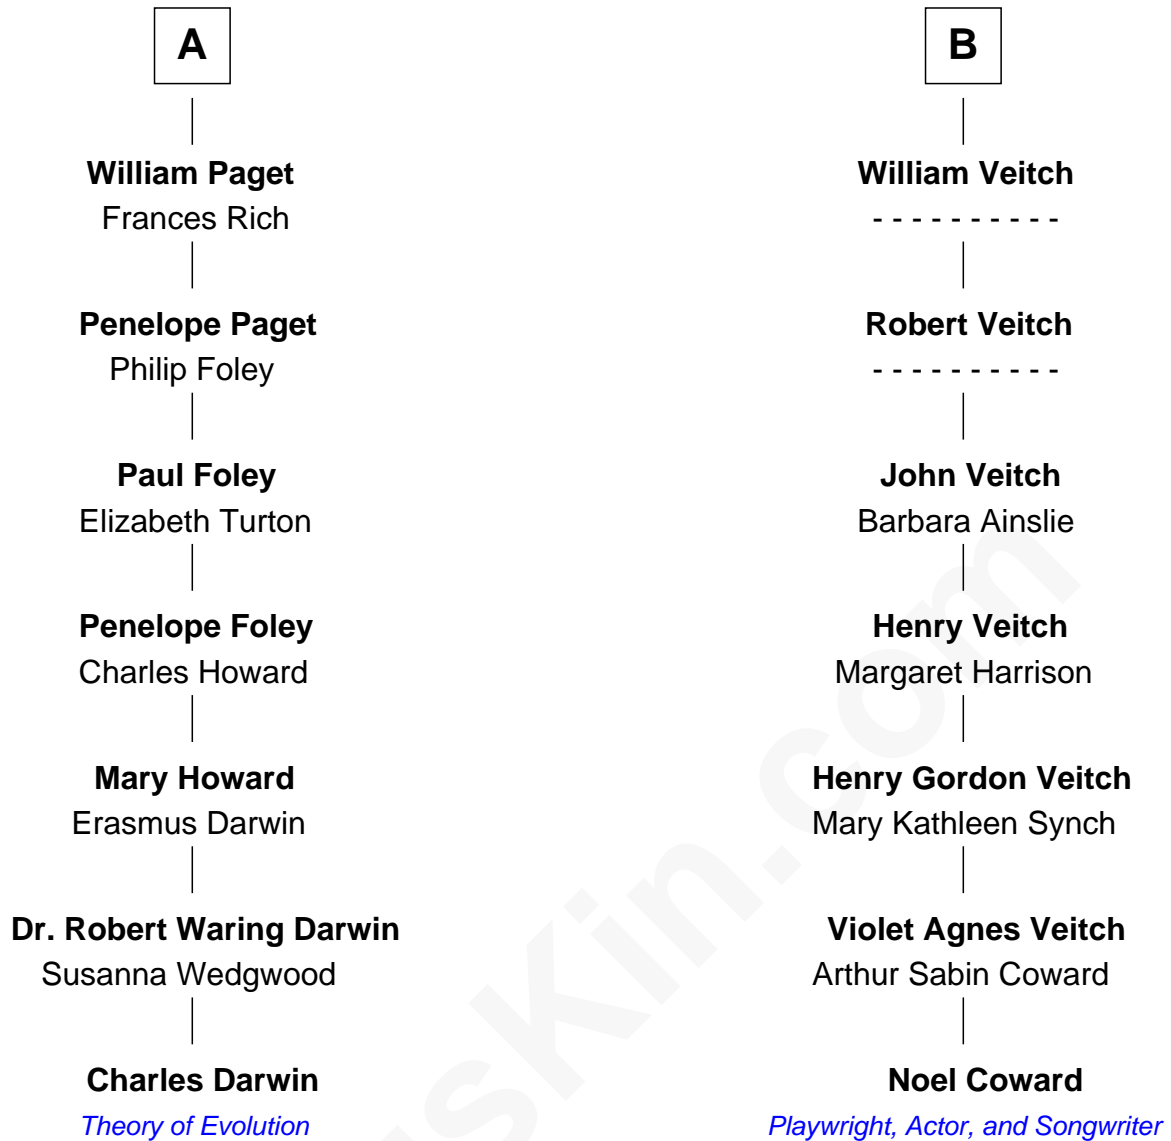 A
William Paget
Frances Rich
Penelope Paget
Philip Foley
Paul Foley
Elizabeth Turton
Penelope Foley
Charles Howard
Mary Howard
Erasmus Darwin
Dr. Robert Waring Darwin
Susanna Wedgwood
Charles Darwin
Theory of Evolution
B
William Veitch
- - - - - - - - - -
Robert Veitch
- - - - - - - - - -
John Veitch
Barbara Ainslie
Henry Veitch
Margaret Harrison
Henry Gordon Veitch
Mary Kathleen Synch
Violet Agnes Veitch
Arthur Sabin Coward
Noel Coward
Playwright, Actor, and Songwriter
usKin.com